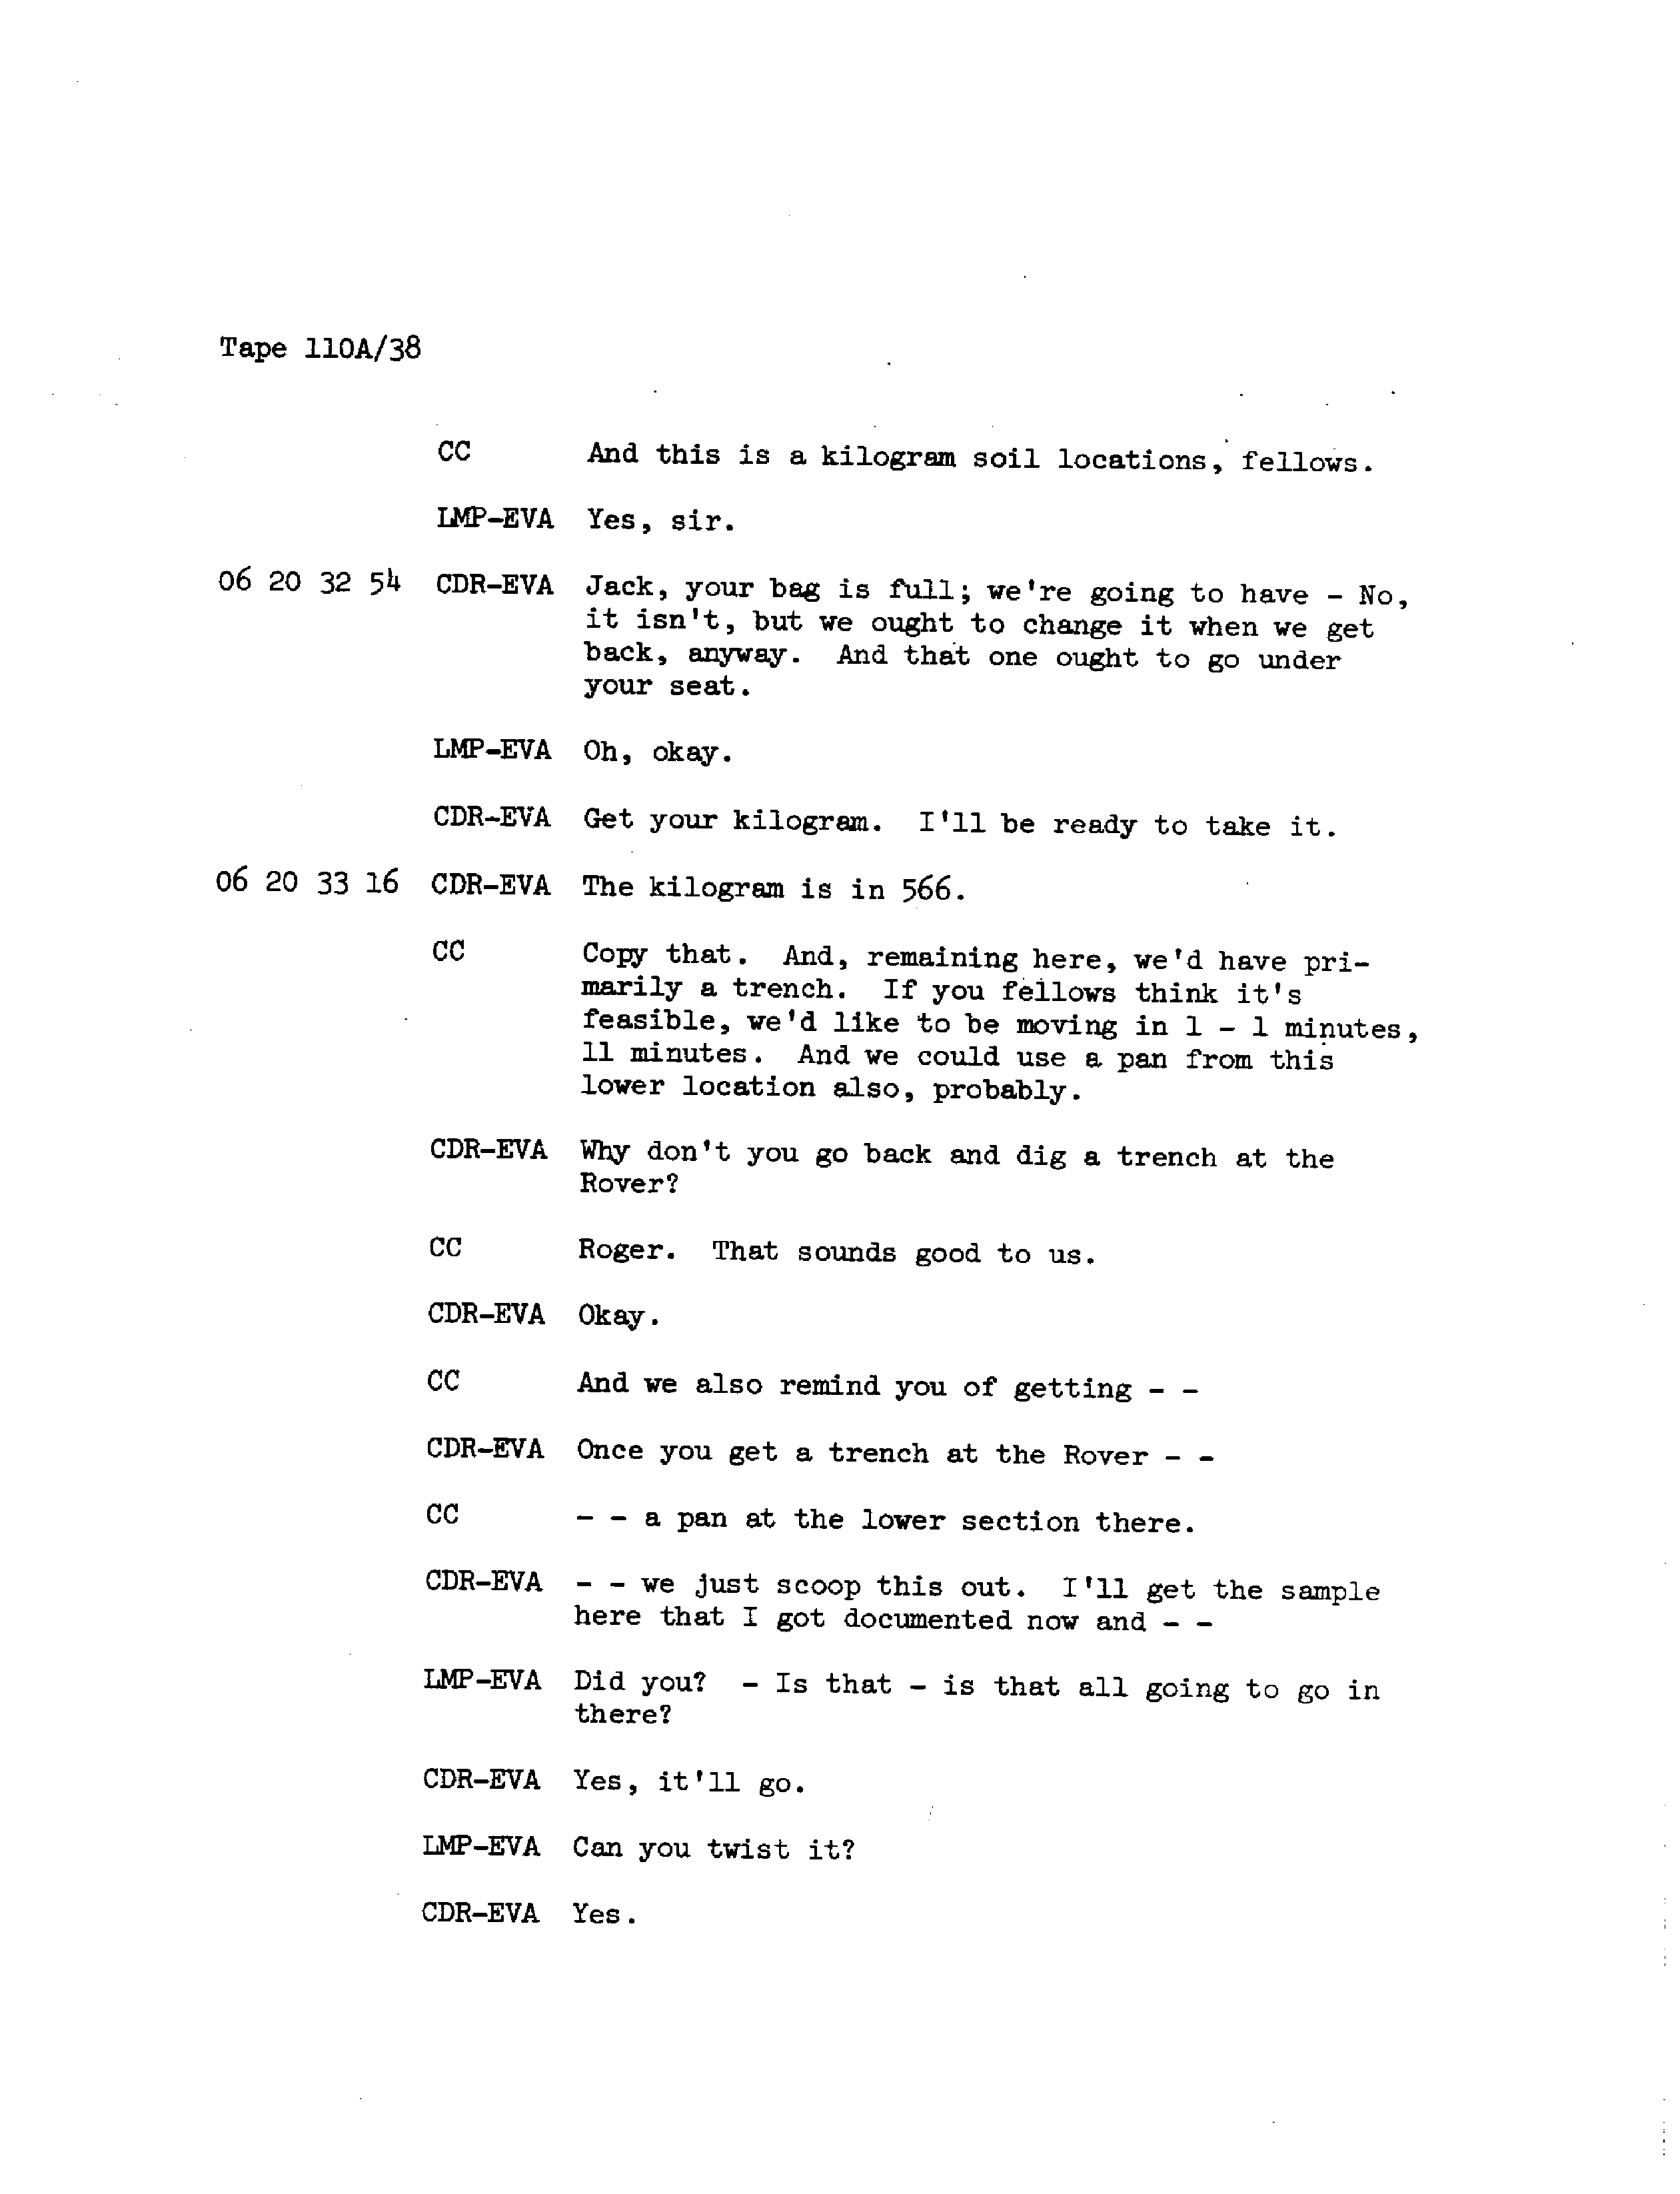 Tape 110A/38
CC And this is a kilogram soil locations, fellows.
LMP-EVA Yes, sir.
06 20 32 54 CDR-EVA Jack, your bag is full; we're going to have - No,
it isn't, but we ought to change it when we get
back, anyway. And that one ought to go under
your seat.
LMP-EVA Oh, okay.
CDR-EVA Get your kilogram. I'll be ready to take it.
06 20 33 16 CDR-EVA The kilogram is in 566.
CC Copy that. And, remaining here, we'd have pri-
marily a trench. If you fellows think it's
feasible, we'd like to be moving in 1 - 1 minutes,
11 minutes. And we could use a pan from this
lower location also, probably.
CDR-EVA Why don't you go back and dig a trench at the
Rover?
CC Roger. That sounds good to us.
CDR-EVA Okay.
CC And we also remind you of getting - -
CDR-EVA Once you get a trench at the Rover - -
CC - - a pan at the lower section there.
CDR-EVA - - we just scoop this out. I'll get the sample
here that I got documented now and - -
LMP-EVA Did you? - Is that - is that all going to go in
there?
CDR-EVA Yes, it'll go.
LMP-EVA Can you twist it?
CDR-EVA Yes.